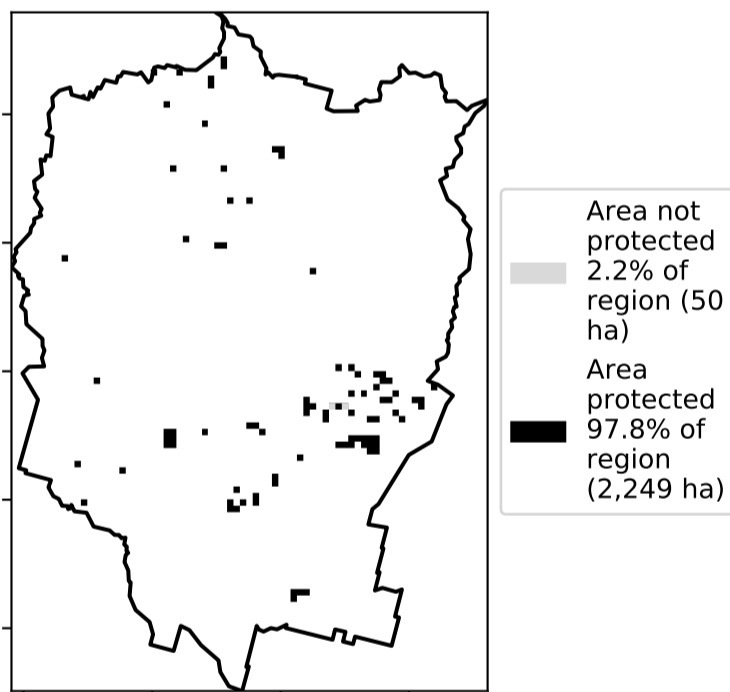 Area not
protected
2.2% of
region (50
ha)
Area
protected
97.8% of
region
(2,249 ha)